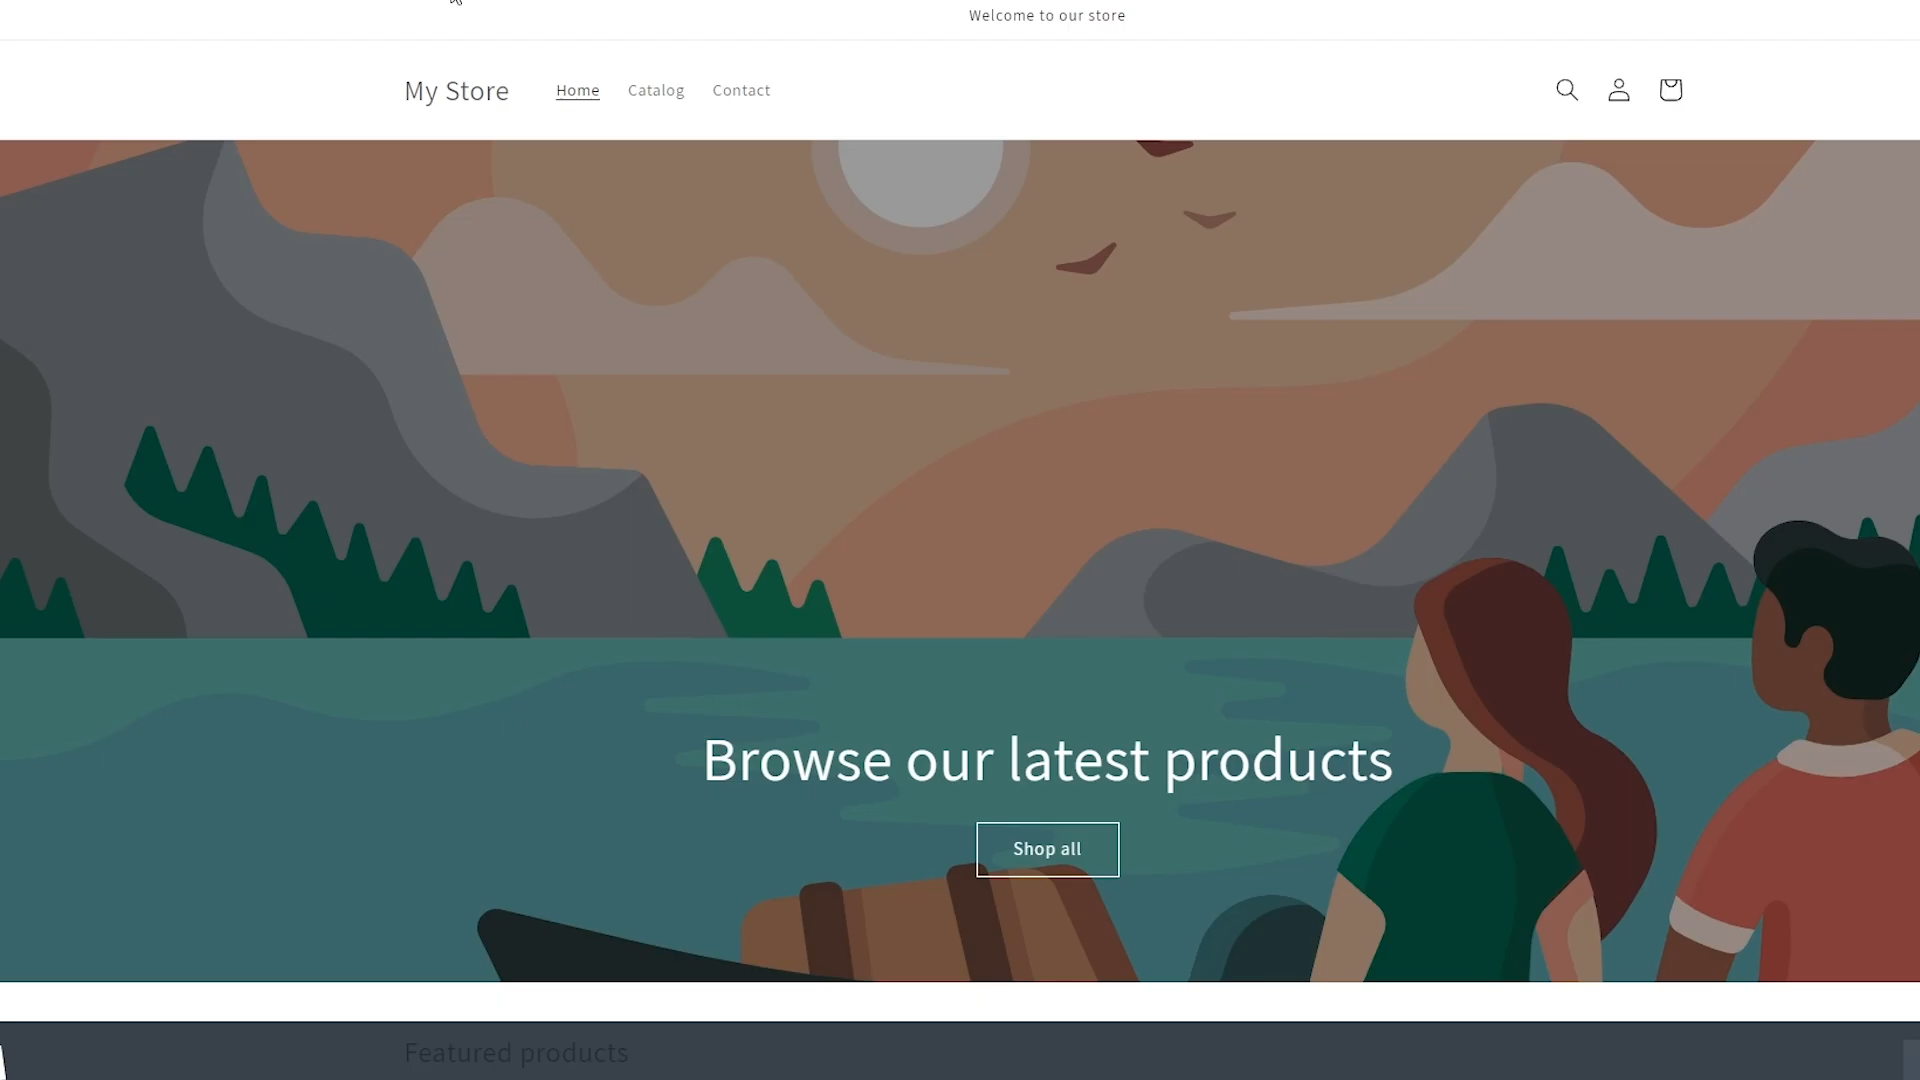 Welcome to our store
My Store Home Catalog Contact
Browse our latest products
Shop all
Featured products